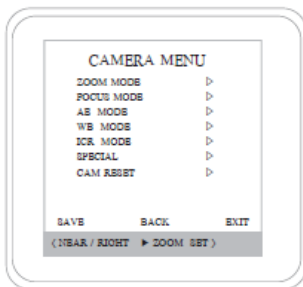 CAMERA MENU
ZOOM MODE ▷
FOCUS MODE ▷
AE MODE ▷
WB MODE ▷
ICR MODE ▷
SPECIAL ▷
CAM RESET ▷
SAVE BACK EXIT
(NEAR / RIGHT ► ZOOM SET)